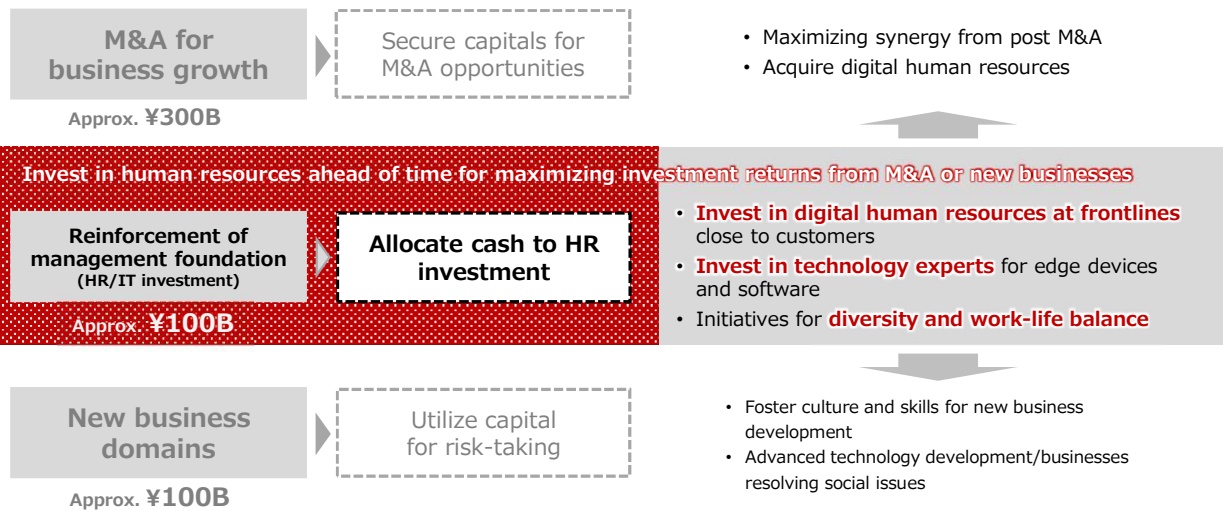 M&A for
business growth
Approx. ¥300B
Secure capitals for
M&A opportunities
• Maximizing synergy from post M&A
• Acquire digital human resources
Invest in human resources ahead of time for maximizing investment returns from M&A or new businesses
Reinforcement of
management foundation
(HR/IT investment)
Approx. ¥100B
Allocate cash to HR
investment
• Invest in digital human resources at frontlines
close to customers
• Invest in technology experts for edge devices
and software
• Initiatives for diversity and work-life balance
New business
domains
Approx. ¥100B
Utilize capital
for risk-taking
• Foster culture and skills for new business
development
• Advanced technology development/businesses
resolving social issues